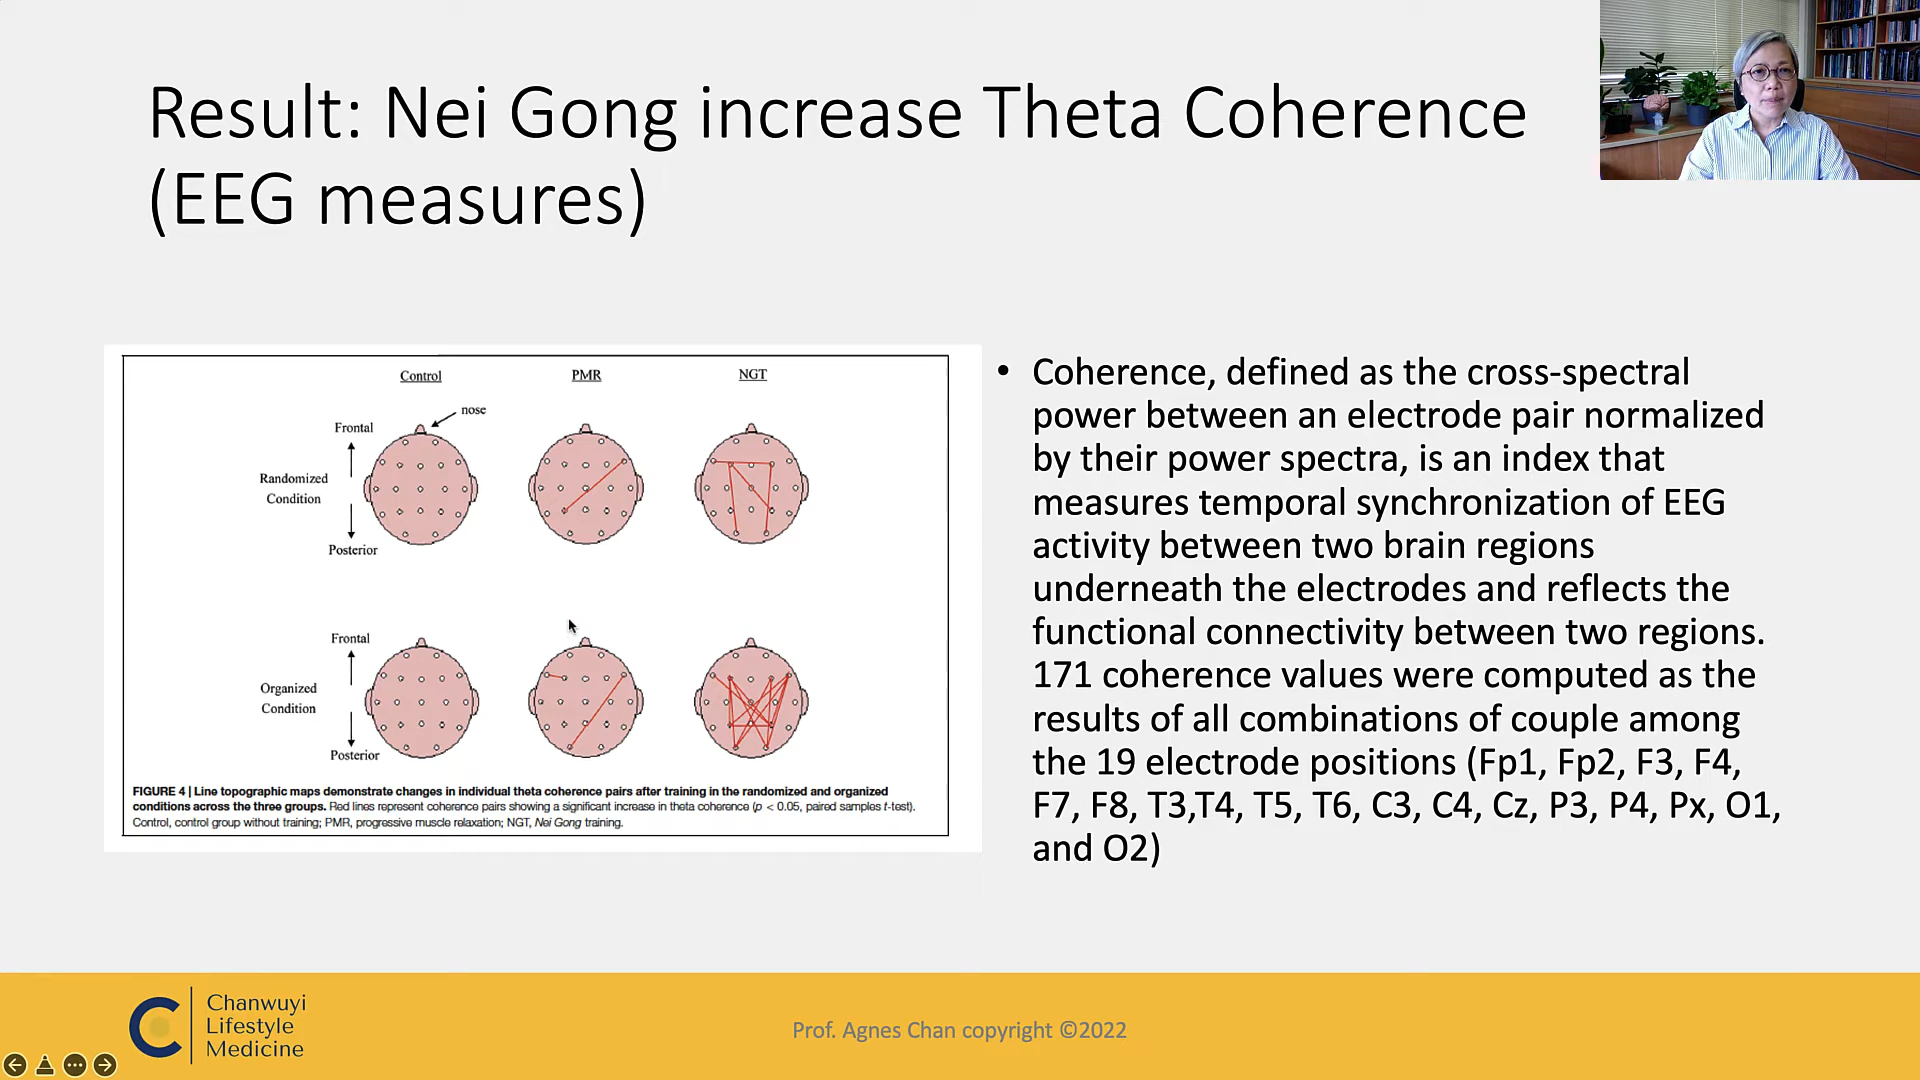 Result: Nei Gong increase Theta Coherence
(EEG measures)
Control
PMR
NGT
nose
Frontal
Randomized
Condition
Posterior
Frontal
Organized
Condition
Posterior
FIGURE 4 | Line topographic maps demonstrate changes in individual theta coherence pairs after training in the randomized and organized
conditions across the three groups. Red lines represent coherence pairs showing a significant increase in theta coherence (p < 0.05, paired samples t-test).
Control, control group without training; PMR, progressive muscle relaxation; NGT, Nei Gong training.
• Coherence, defined as the cross-spectral
power between an electrode pair normalized
by their power spectra, is an index that
measures temporal synchronization of EEG
activity between two brain regions
underneath the electrodes and reflects the
functional connectivity between two regions.
171 coherence values were computed as the
results of all combinations of couple among
the 19 electrode positions (Fp1, Fp2, F3, F4,
F7, F8, T3,T4, T5, T6, C3, C4, Cz, P3, P4, Px, O1,
and O2)
Chanwuyi
Lifestyle
Medicine
Prof. Agnes Chan copyright ©2022